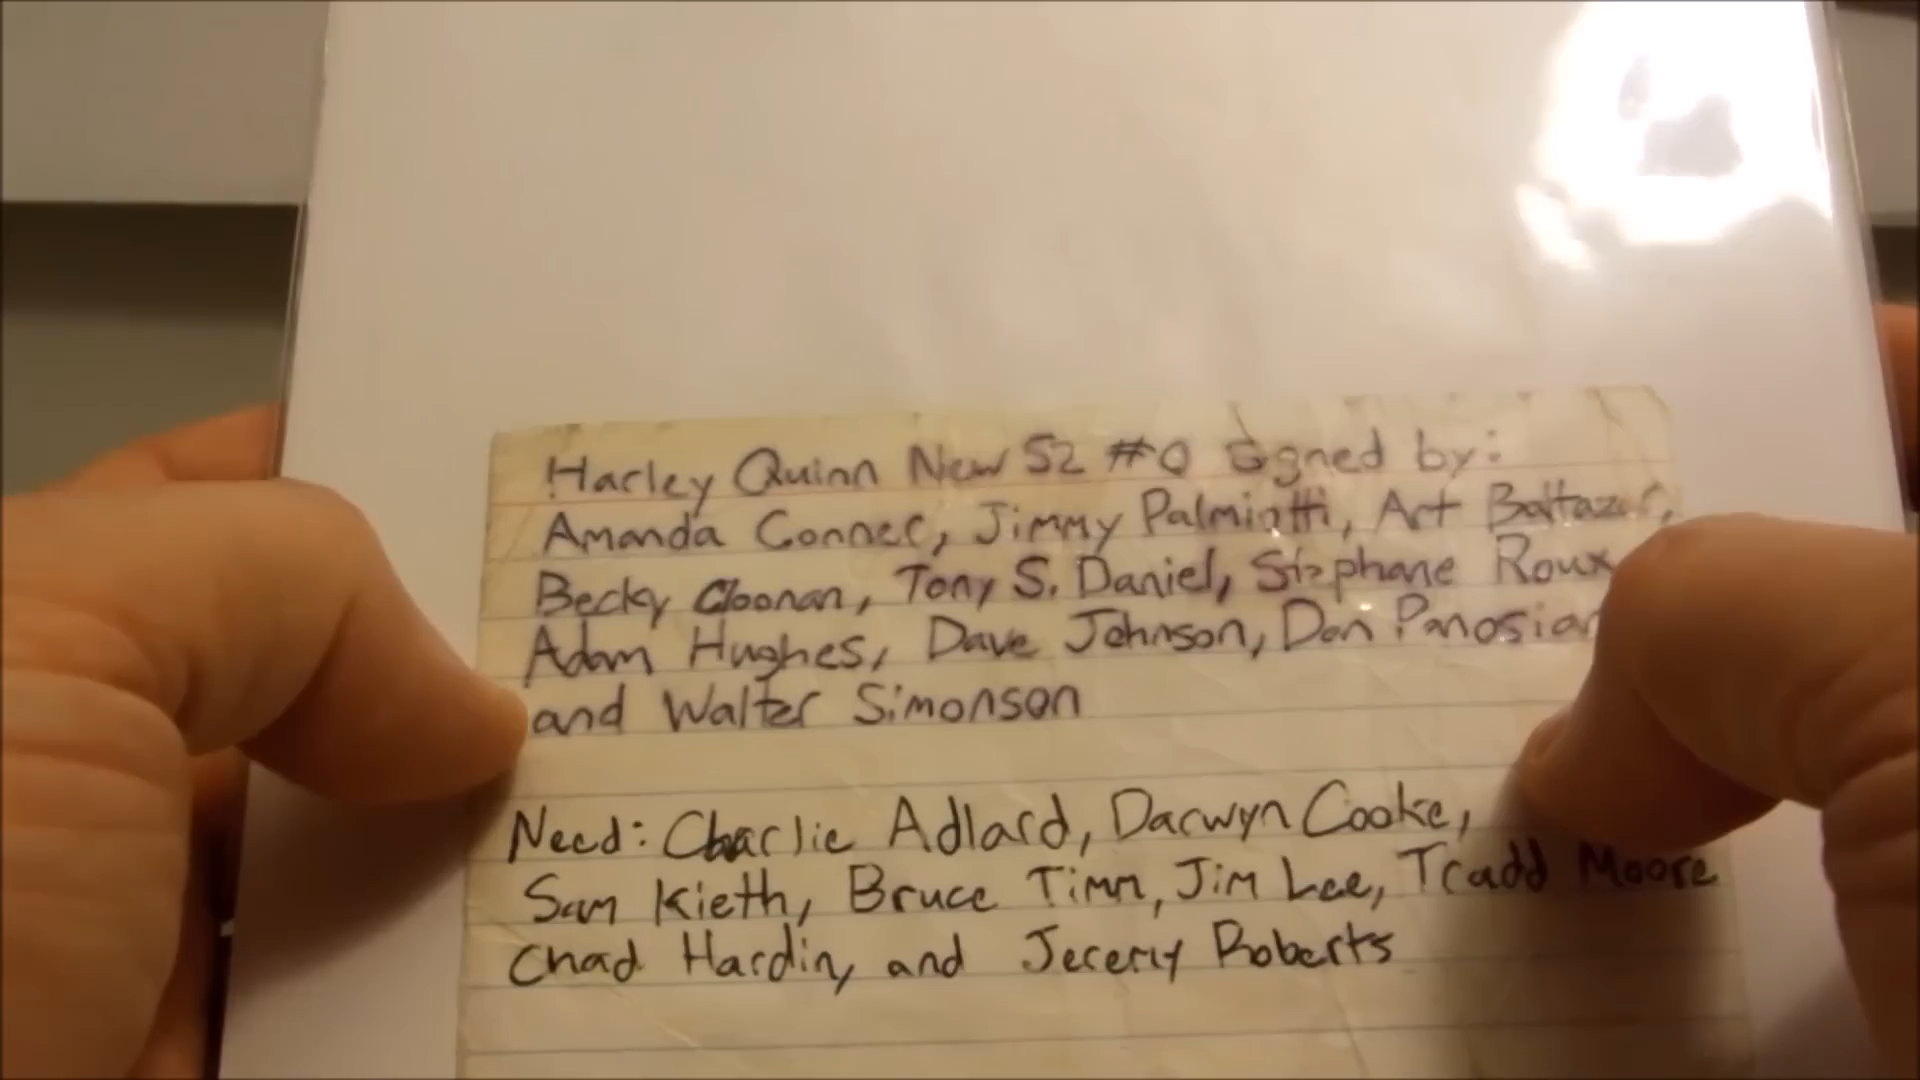 Harley Quinn New 52 #0 Signed by:
Amanda Conner, Jimmy Palmiotti, Art Baltazar,
Becky Cloonan, Tony S. Daniel, Stephane Roux
Adam Hughes, Dave Johnson, Dan Panosian
and Walter Simonson
Need: Charlie Adlard, Darwyn Cooke,
Sam Kieth, Bruce Timm, Jim Lee, Tradd Moore
Chad Hardin, and Jeremy Roberts